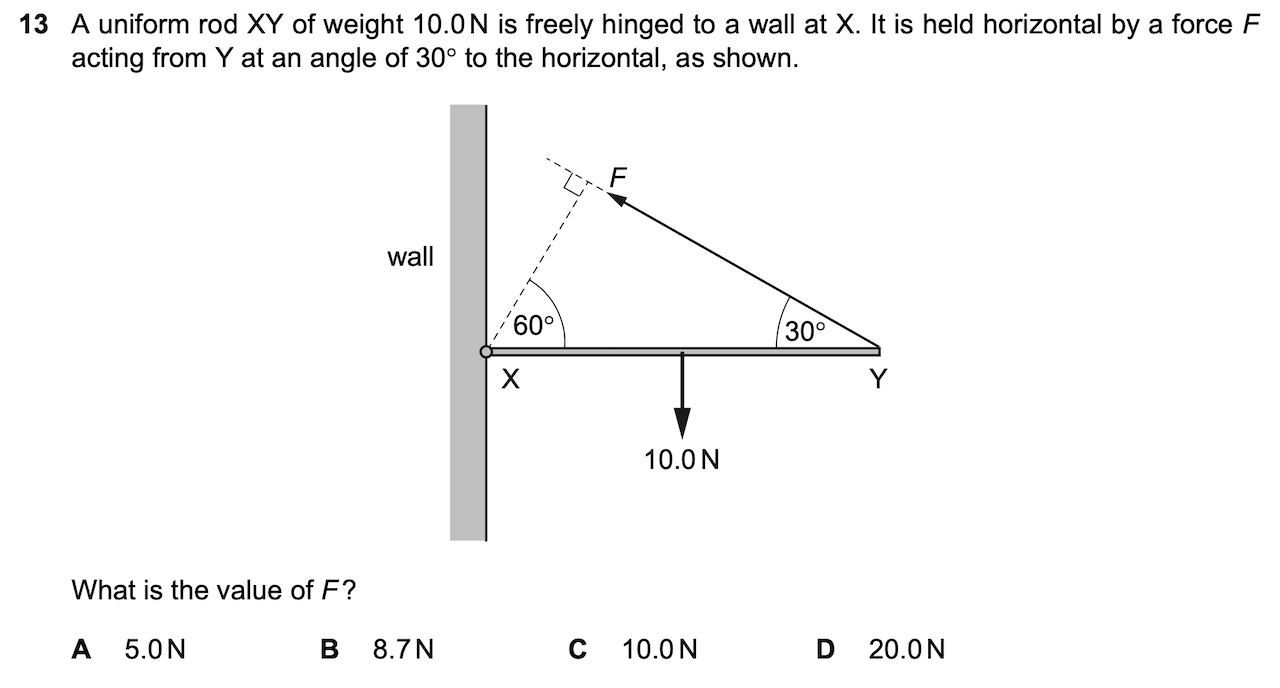 13 A uniform rod XY of weight 10.0 N is freely hinged to a wall at X. It is held horizontal by a force F
acting from Y at an angle of 30° to the horizontal, as shown.
F
wall
60°
30°
X
Y
10.0 N
What is the value of F?
A 5.0 N B 8.7 N C 10.0 N D 20.0 N